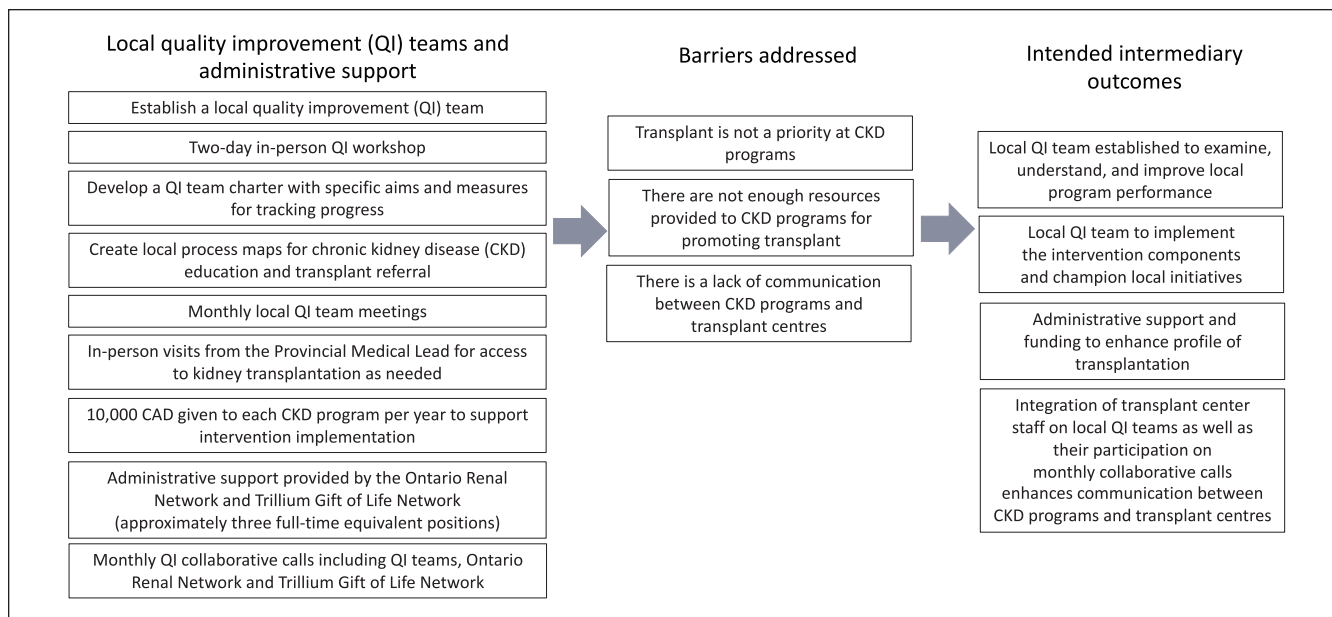 Local quality improvement (QI) teams and
administrative support
Establish a local quality improvement (QI) team
Two-day in-person QI workshop
Develop a QI team charter with specific aims and measures
for tracking progress
Create local process maps for chronic kidney disease (CKD)
education and transplant referral
Monthly local QI team meetings
In-person visits from the Provincial Medical Lead for access
to kidney transplantation as needed
10,000 CAD given to each CKD program per year to support
intervention implementation
Administrative support provided by the Ontario Renal
Network and Trillium Gift of Life Network
(approximately three full-time equivalent positions)
Monthly QI collaborative calls including QI teams, Ontario
Renal Network and Trillium Gift of Life Network
Barriers addressed
Transplant is not a priority at CKD
programs
There are not enough resources
provided to CKD programs for
promoting transplant
There is a lack of communication
between CKD programs and
transplant centres
Intended intermediary
outcomes
Local QI team established to examine,
understand, and improve local
program performance
Local QI team to implement
the intervention components
and champion local initiatives
Administrative support and
funding to enhance profile of
transplantation
Integration of transplant center
staff on local QI teams as well as
their participation on
monthly collaborative calls
enhances communication between
CKD programs and transplant centres